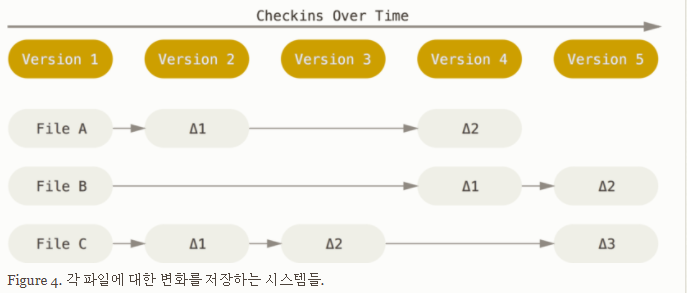 Checkins Over Time
Version 1 Version 2 Version 3 Version 4 Version 5
File A Δ1 Δ2
File B Δ1 Δ2
File C Δ1 Δ2 Δ3
Figure 4. 각 파일에 대한 변화를 저장하는 시스템들.